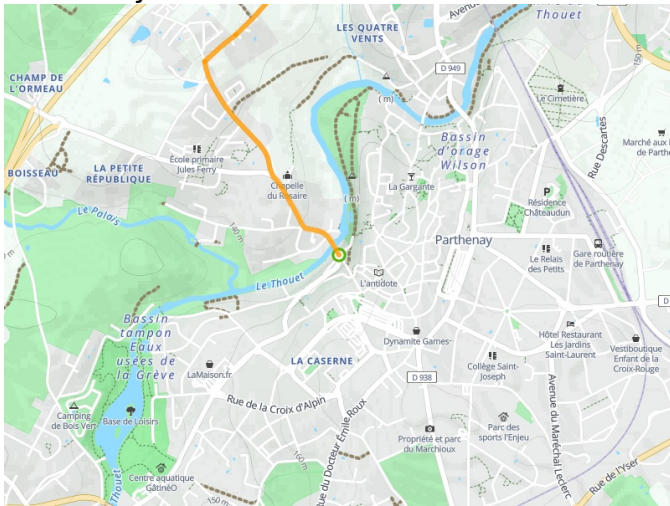 Thouet
Avenue
LES QUATRE
VENTS
CHAMP DE
L'ORMEAU
D 949
150 m
Le Cimetière
( m)
Bassin
d'orage
Wilson
Rue Descartes
Marché aux
de Parthe
École primaire
Jules Ferry
BOISSEAU
LA PETITE
RÉPUBLIQUE
Chapelle
du Rosaire
La Gargante
( m)
P
Résidence
Châteaudun
Le Palais
140 m
Parthenay
Le Relais
des Petits
Gare routière
de Parthenay
Le Thouet
L'antidote
D
Bassin
tampon
Eaux
usées de
la Grève
Dynamite Games
Hôtel Restaurant
Les Jardins
Saint-Laurent
Vestiboutique
Enfant de la
Croix-Rouge
LA CASERNE
LaMaison.fr
Collège Saint-
Joseph
D 938
Rue de la Croix d'Alpin
Camping
de Bois Vert
Base de Loisirs
Rue du Docteur Émile Roux
Propriété et parc
du Marchioux
Parc des
sports l'Enjeu
Avenue du Maréchal Leclerc
160 m
Centre aquatique
GâtinéO
Rue de l'Yser
Thouet
150 m